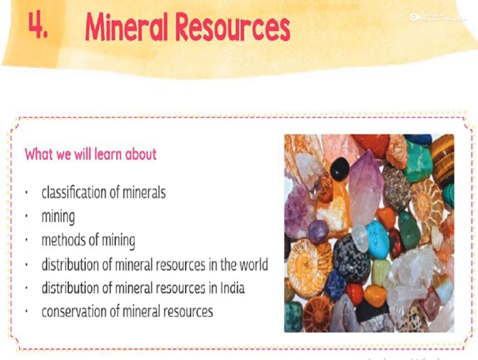 4. Mineral Resources
What we will learn about
· classification of minerals
· mining
· methods of mining
· distribution of mineral resources in the world
· distribution of mineral resources in India
· conservation of mineral resources